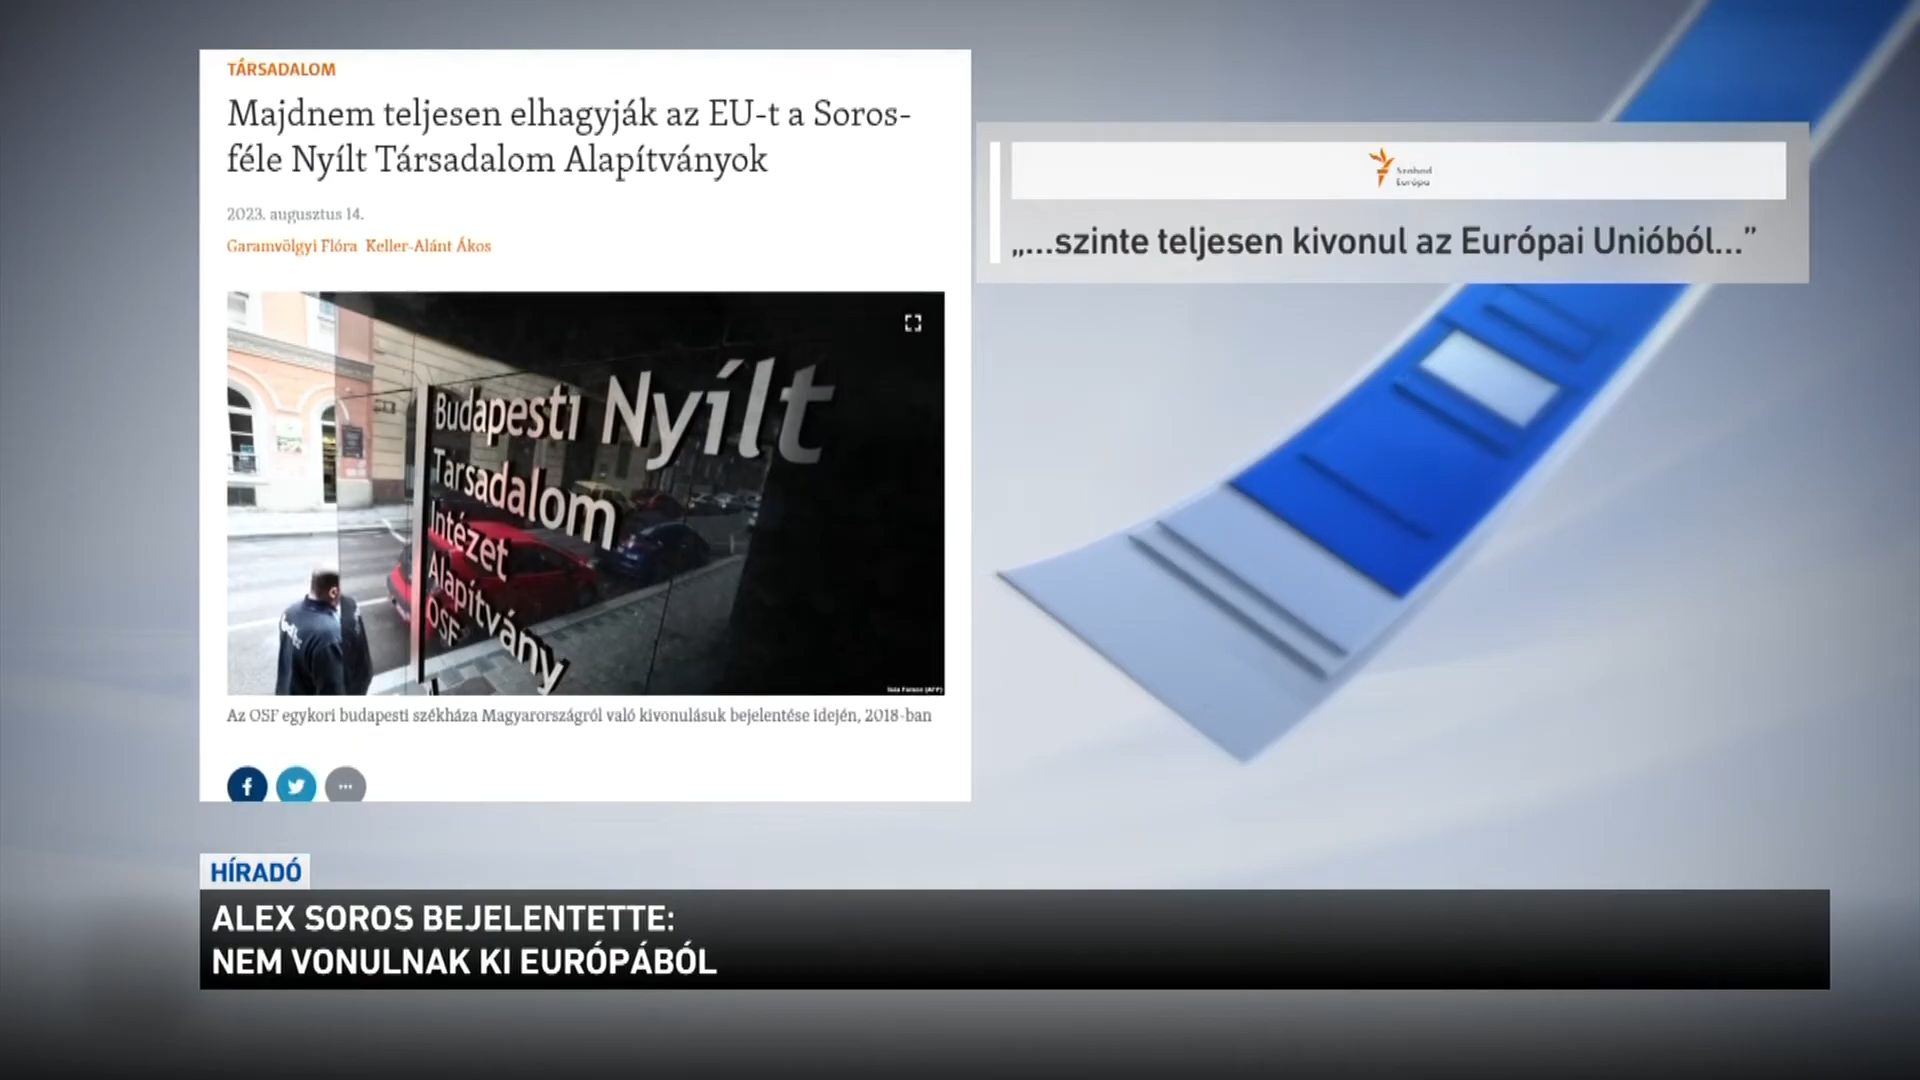 TÁRSADALOM
Majdnem teljesen elhagyják az EU-t a Soros-
féle Nyílt Társadalom Alapítványok
2023. augusztus 14.
Garamvölgyi Flóra Keller-Alánt Ákos
Budapesti Nyílt
Társadalom
Intézet
Alapítvány
OSF
Az OSF egykori budapesti székháza Magyarországról való kivonulásuk bejelentése idején, 2018-ban
Szabad
Európa
„...szinte teljesen kivonul az Európai Unióból...”
HÍRADÓ
ALEX SOROS BEJELENTETTE:
NEM VONULNAK KI EURÓPÁBÓL